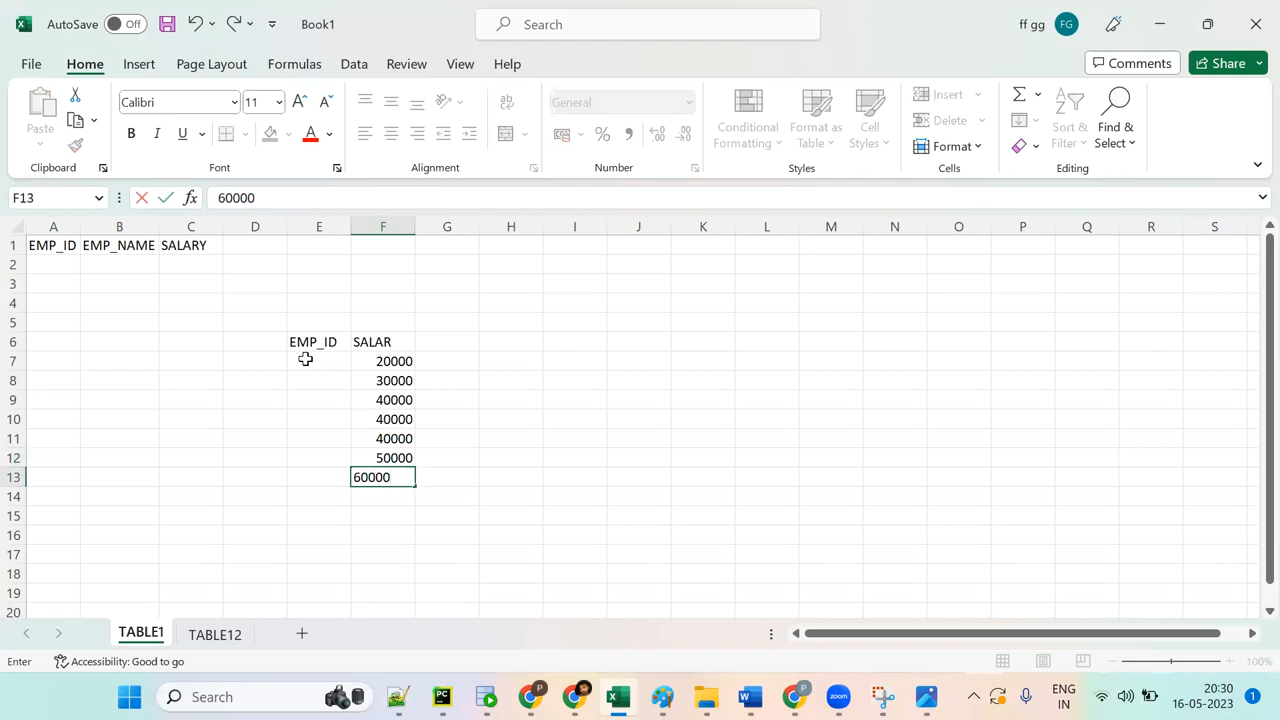 AutoSave Off Book1 Search ff gg FG
File Home Insert Page Layout Formulas Data Review View Help Comments Share
Calibri 11 General Insert Σ
Paste B I U Conditional Formatting Format as Table Cell Styles Delete Format Sort & Filter Find & Select
Clipboard Font Alignment Number Styles Cells Editing
F13 fx 60000
A B C D E F G H I J K L M N O P Q R S
1 EMP_ID EMP_NAME SALARY
2
3
4
5
6 EMP_ID SALAR
7 20000
8 30000
9 40000
10 40000
11 40000
12 50000
13 60000
14
15
16
17
18
19
20
TABLE1 TABLE12
Enter Accessibility: Good to go 100%
Search ENG 20:30
IN 16-05-2023